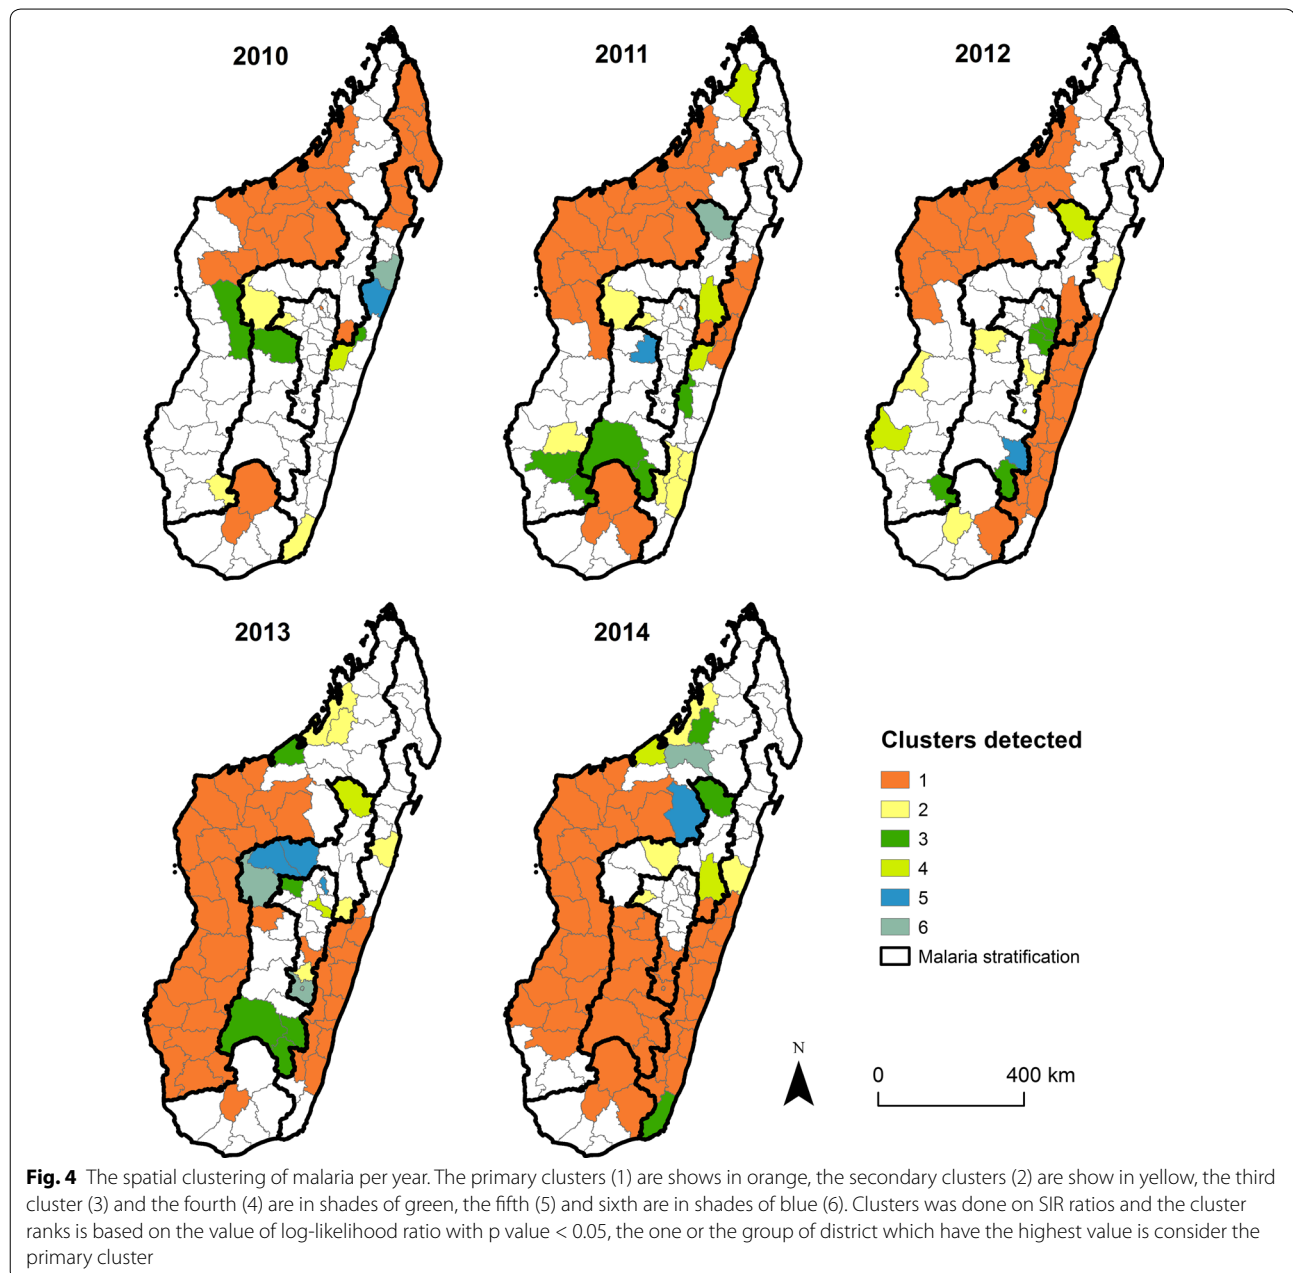 2010
2011
2012
2013
2014
Clusters detected
1
2
3
4
5
6
Malaria stratification
N
0 400 km
Fig. 4 The spatial clustering of malaria per year. The primary clusters (1) are shows in orange, the secondary clusters (2) are show in yellow, the third
cluster (3) and the fourth (4) are in shades of green, the fifth (5) and sixth are in shades of blue (6). Clusters was done on SIR ratios and the cluster
ranks is based on the value of log-likelihood ratio with p value < 0.05, the one or the group of district which have the highest value is consider the
primary cluster